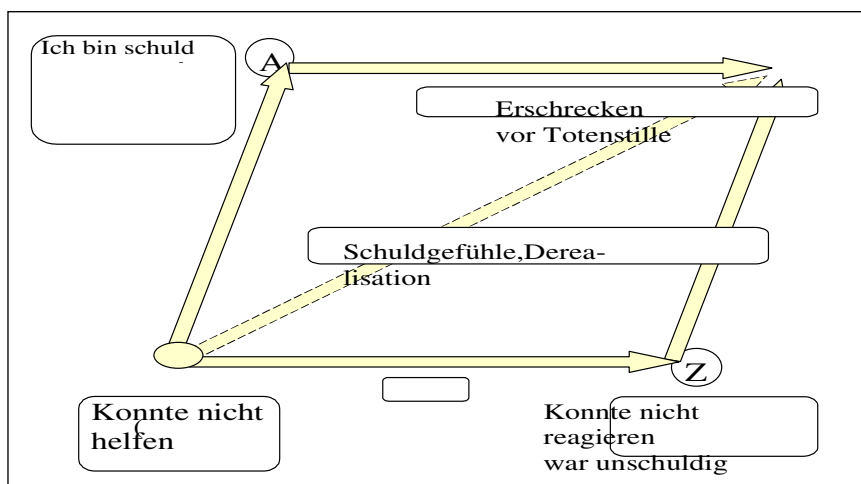 Ich bin schuld
A
Erschrecken
vor Totenstille
Schuldgefühle,Derea-
lisation
Z
Konnte nicht
helfen
Konnte nicht
reagieren
war unschuldig